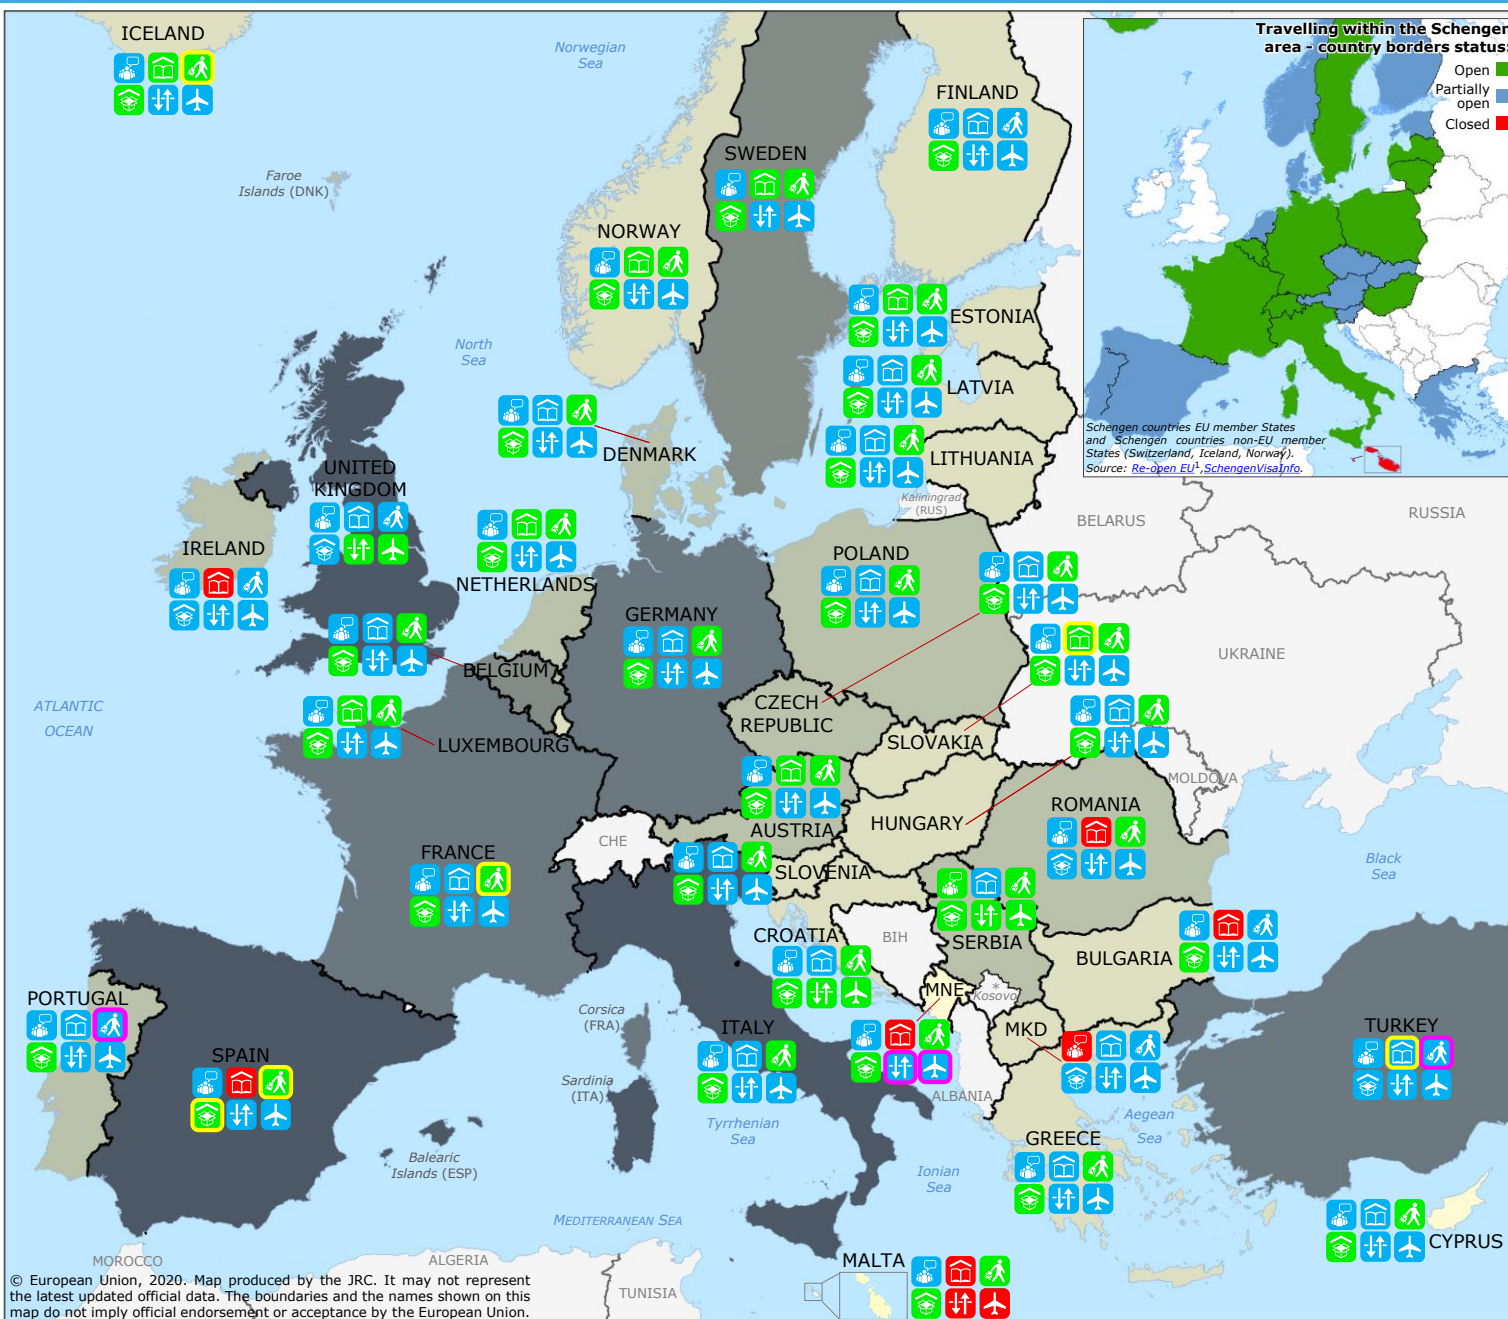 ICELAND
Norwegian
Sea
Travelling within the Schengen
area - country borders status:
Open
Partially
open
Closed
FINLAND
SWEDEN
Faroe
Islands (DNK)
NORWAY
ESTONIA
North
Sea
LATVIA
Schengen countries EU member States
and Schengen countries non-EU member
States (Switzerland, Iceland, Norway).
Source: Re-open EU1,SchengenVisaInfo.
DENMARK
LITHUANIA
UNITED
KINGDOM
Kaliningrad
(RUS)
BELARUS
RUSSIA
IRELAND
NETHERLANDS
POLAND
GERMANY
UKRAINE
BELGIUM
ATLANTIC
OCEAN
CZECH
REPUBLIC
LUXEMBOURG
SLOVAKIA
MOLDOVA
ROMANIA
HUNGARY
AUSTRIA
CHE
FRANCE
SLOVENIA
Black
Sea
CROATIA
BIH
SERBIA
BULGARIA
PORTUGAL
MNE
*
Kosovo
Corsica
(FRA)
ITALY
MKD
TURKEY
SPAIN
Sardinia
(ITA)
ALBANIA
Tyrrhenian
Sea
Aegean
Sea
GREECE
Balearic
Islands (ESP)
Ionian
Sea
MEDITERRANEAN SEA
CYPRUS
MOROCCO
ALGERIA
MALTA
TUNISIA
© European Union, 2020. Map produced by the JRC. It may not represent
the latest updated official data. The boundaries and the names shown on this
map do not imply official endorsement or acceptance by the European Union.